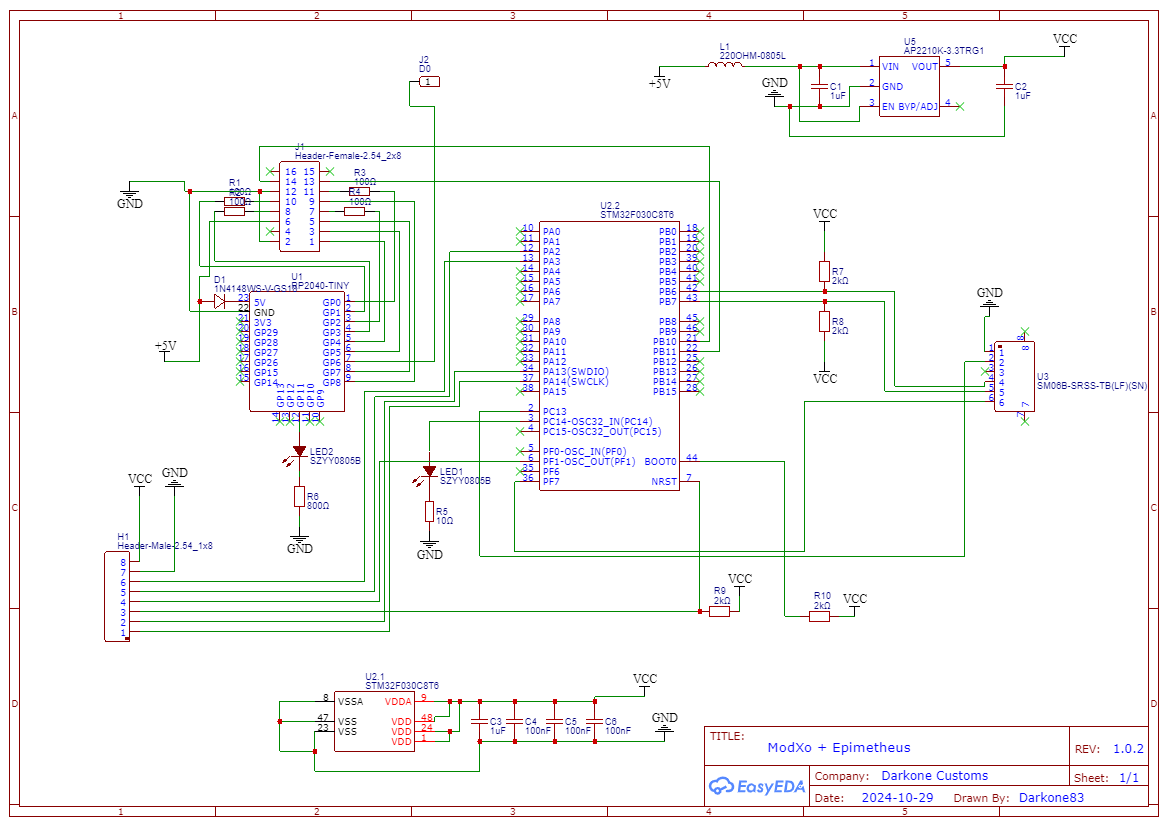 1 2 3 4 5
A
B
C
D
A
B
C
D
J2
D0
1
L1
220OHM-0805L
+5V
GND
C1
1uF
U5
AP2210K-3.3TRG1
1 VIN VOUT 5
2 GND
3 EN BYP/ADJ 4
C2
1uF
VCC
J1
Header-Female-2.54_2x8
16 15
14 13
12 11
10 9
8 7
6 5
4 3
2 1
GND
R1
100Ω
R3
100Ω
R4
100Ω
D1
1N4148WS-V-GS18
U1
RP2040-TINY
+5V
23 5V
22 GND
21 3V3
20 GP29
19 GP28
18 GP27
17 GP26
16 GP15
15 GP14
GP0 1
GP1 2
GP2 3
GP3 4
GP4 5
GP5 6
GP6 7
GP7 8
GP8 9
GP13 GP12 GP11 GP10 GP9
14 13 12 11 10
LED2
SZYY0805B
R6
800Ω
GND
LED1
SZYY0805B
R5
10Ω
GND
U2.2
STM32F030C8T6
10 PA0
11 PA1
12 PA2
13 PA3
14 PA4
15 PA5
16 PA6
17 PA7
29 PA8
30 PA9
31 PA10
32 PA11
33 PA12
34 PA13(SWDIO)
37 PA14(SWCLK)
38 PA15
2 PC13
3 PC14-OSC32_IN(PC14)
4 PC15-OSC32_OUT(PC15)
5 PF0-OSC_IN(PF0)
6 PF1-OSC_OUT(PF1)
35 PF6
36 PF7
PB0 18
PB1 19
PB2 20
PB3 39
PB4 40
PB5 41
PB6 42
PB7 43
PB8 45
PB9 46
PB10 21
PB11 22
PB12 25
PB13 26
PB14 27
PB15 28
BOOT0 44
NRST 7
VCC
R7
2kΩ
R8
2kΩ
VCC
GND
1 1
2 2
3 3
4 4
5 5
6 6
8 8
7 7
U3
SM06B-SRSS-TB(LF)(SN)
VCC
GND
H1
Header-Male-2.54_1x8
8
7
6
5
4
3
2
1
R9
2kΩ
VCC
R10
2kΩ
VCC
U2.1
STM32F030C8T6
8 VSSA VDDA 9
47 VSS VDD 48
23 VSS VDD 24
VDD 1
C3
1uF
C4
100nF
C5
100nF
C6
100nF
VCC
GND
TITLE:
ModXo + Epimetheus
REV: 1.0.2
EasyEDA
Company: Darkone Customs
Sheet: 1/1
Date: 2024-10-29 Drawn By: Darkone83
1 2 3 4 5